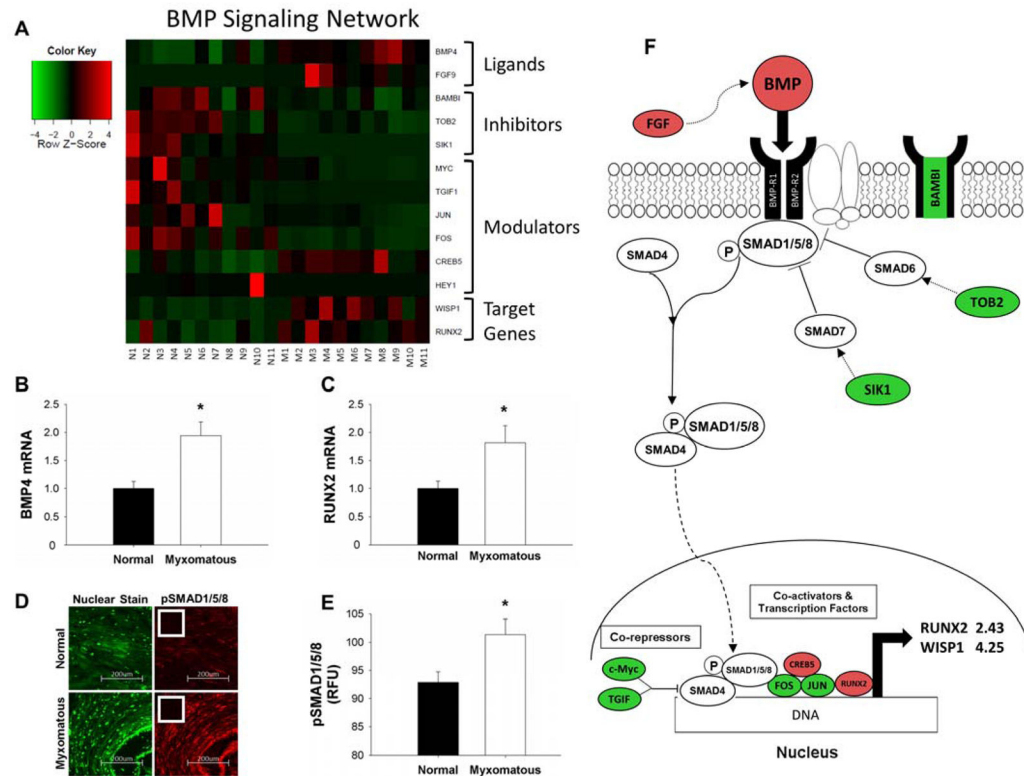 BMP Signaling Network
A
Color Key
−4 −2 0 2 4
Row Z−Score
BMP4
FGF9
Ligands
BAMBI
TOB2
SIK1
Inhibitors
MYC
TGIF1
JUN
FOS
CREB5
HEY1
Modulators
WISP1
RUNX2
Target
Genes
N1 N2 N3 N4 N5 N6 N7 N8 N9 N10 N11 M1 M2 M3 M4 M5 M6 M7 M8 M9 M10 M11
B
BMP4 mRNA
2.5
2.0
1.5
1.0
0.5
0
*
Normal Myxomatous
C
RUNX2 mRNA
2.5
2.0
1.5
1.0
0.5
0
*
Normal Myxomatous
D
Nuclear Stain pSMAD1/5/8
Normal
200um 200um
Myxomatous
200um 200um
E
pSMAD1/5/8
(RFU)
105
100
95
90
85
80
*
Normal Myxomatous
F
BMP
FGF
BMP-R1
BMP-R2
BAMBI
P
SMAD1/5/8
SMAD4
SMAD6
TOB2
SMAD7
SIK1
P
SMAD1/5/8
SMAD4
Co-activators &
Transcription Factors
Co-repressors
RUNX2 2.43
WISP1 4.25
c-Myc
TGIF
P
SMAD1/5/8
SMAD4
CREB5
FOS
JUN
RUNX2
DNA
Nucleus